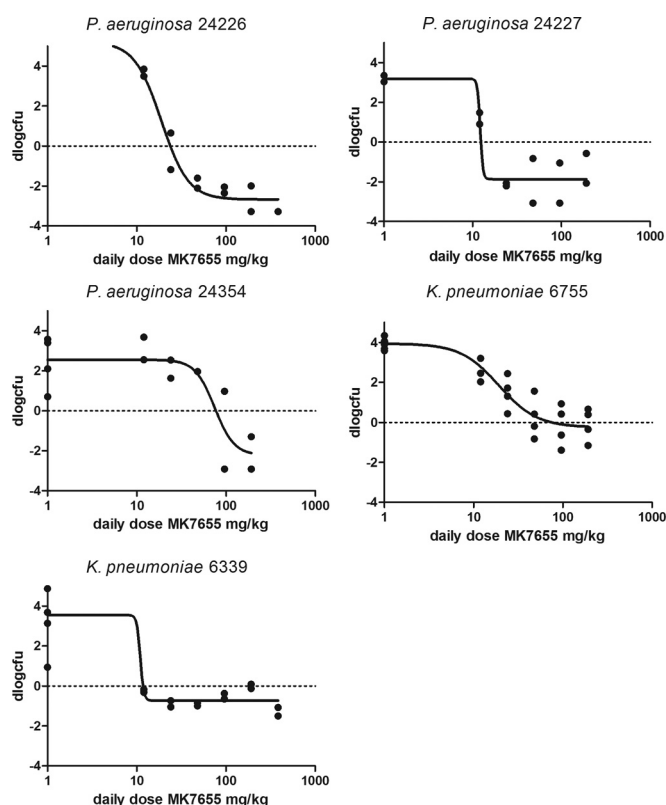 P. aeruginosa 24226
4
2
0
-2
-4
dlogcfu
1 10 100 1000
daily dose MK7655 mg/kg
P. aeruginosa 24227
4
2
0
-2
-4
dlogcfu
1 10 100 1000
daily dose MK7655 mg/kg
P. aeruginosa 24354
4
2
0
-2
-4
dlogcfu
1 10 100 1000
daily dose MK7655 mg/kg
K. pneumoniae 6755
4
2
0
-2
-4
dlogcfu
1 10 100 1000
daily dose MK7655 mg/kg
K. pneumoniae 6339
4
2
0
-2
-4
dlogcfu
1 10 100 1000
daily dose MK7655 mg/kg